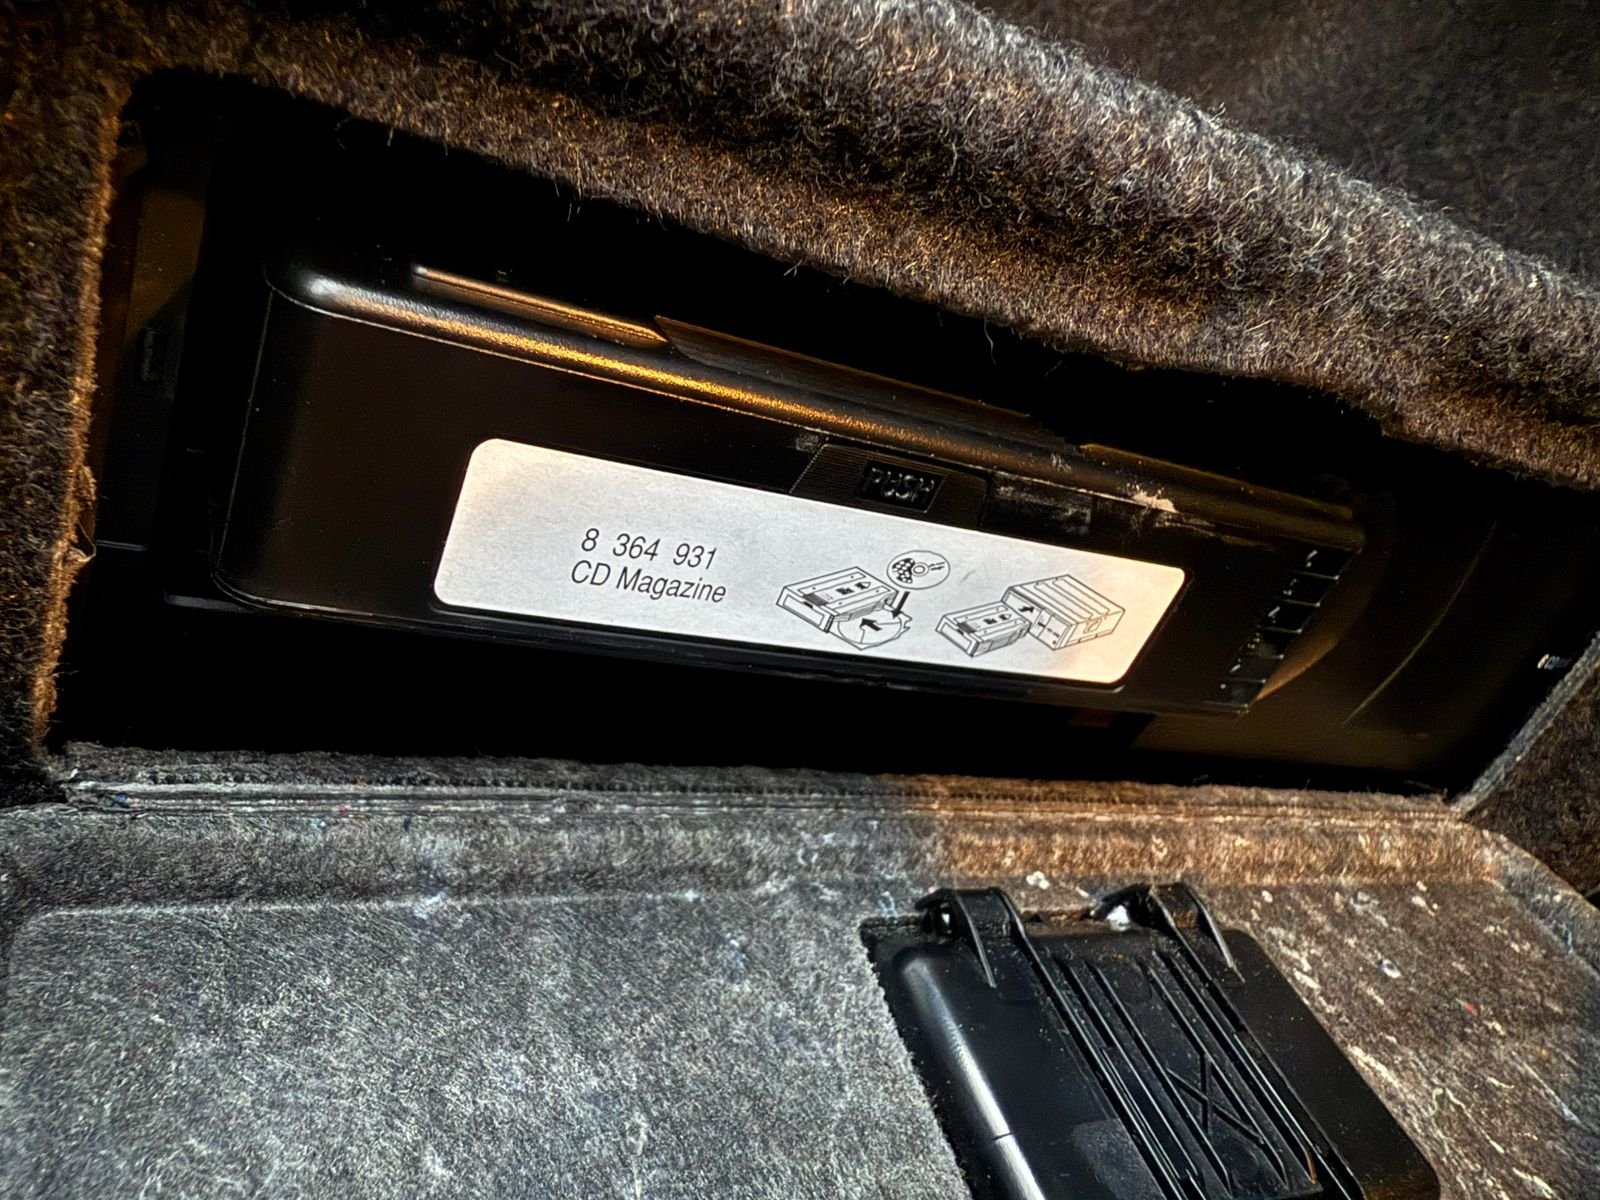 PUSH
8 364 931
CD Magazine